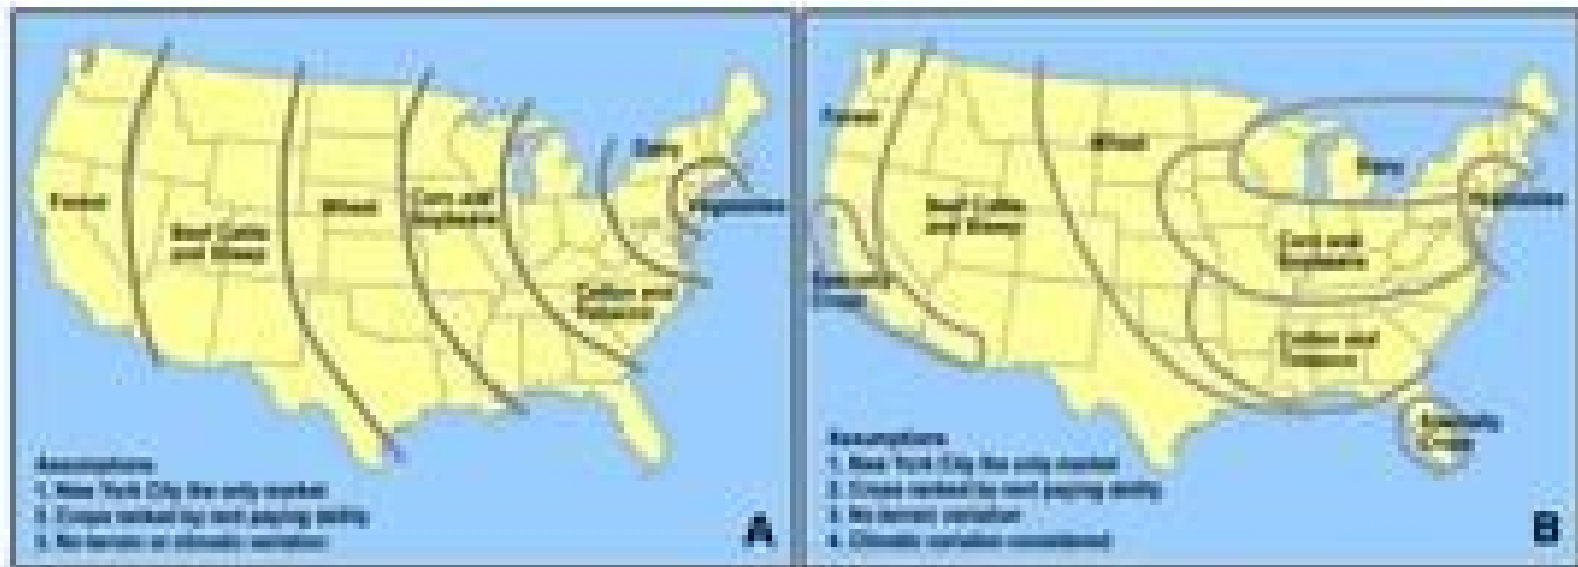 Forest
Beef Cattle
and Sheep
Wheat
Corn and
Soybeans
Dairy
Vegetables
Cotton and
Tobacco
Assumptions
1. New York City the only market
2. Crops ranked by rent paying ability
3. No terrain or climatic variation
A
Forest
Wheat
Dairy
Vegetables
Beef Cattle
and Sheep
Corn and
Soybeans
Specialty
Crops
Cotton and
Tobacco
Specialty
Crops
Assumptions
1. New York City the only market
2. Crops ranked by rent paying ability
3. No terrain variation
4. Climatic variation considered
B